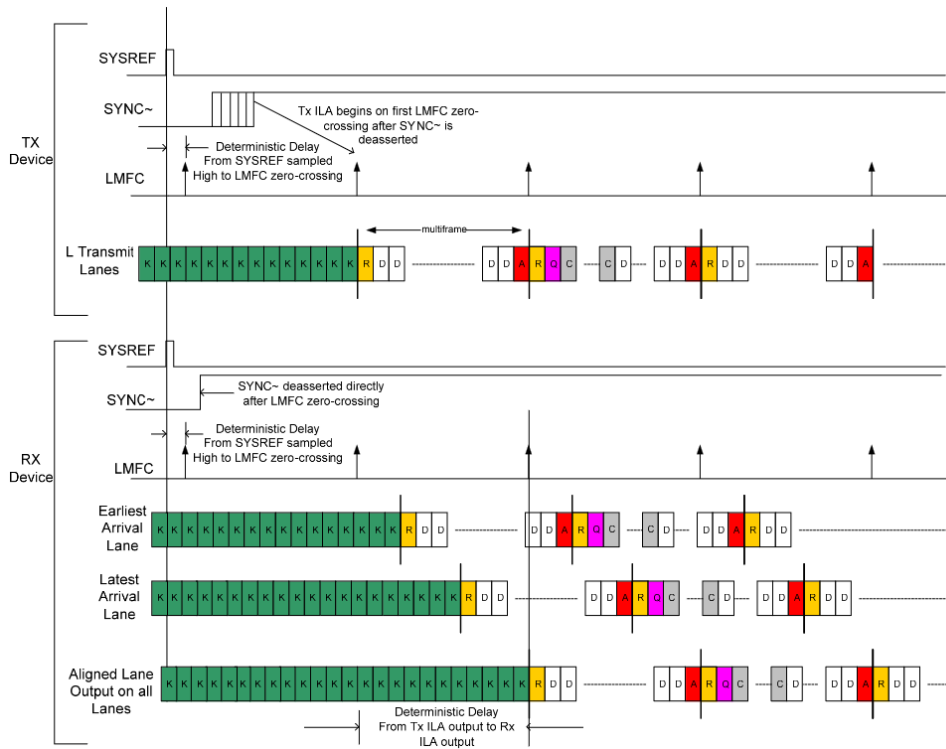 SYSREF
SYNC~
Tx ILA begins on first LMFC zero-
crossing after SYNC~ is
deasserted
TX
Device
Deterministic Delay
From SYSREF sampled
High to LMFC zero-crossing
LMFC
multiframe
L Transmit
Lanes
K K K K K K K K K K K K K K R D D D D A R Q C C D D D A R D D D D A
SYSREF
SYNC~
SYNC~ deasserted directly
after LMFC zero-crossing
Deterministic Delay
From SYSREF sampled
High to LMFC zero-crossing
RX
Device
LMFC
Earliest
Arrival
Lane
K K K K K K K K K K K K K K K K R D D D D A R Q C C D D D A R D D
Latest
Arrival
Lane
K K K K K K K K K K K K K K K K K K K K R D D D D A R Q C C D D D A R D D
Aligned Lane
Output on all
Lanes
K K K K K K K K K K K K K K K K K K K K K K K K R D D D D A R Q C C D D D A R D D
Deterministic Delay
From Tx ILA output to Rx
ILA output